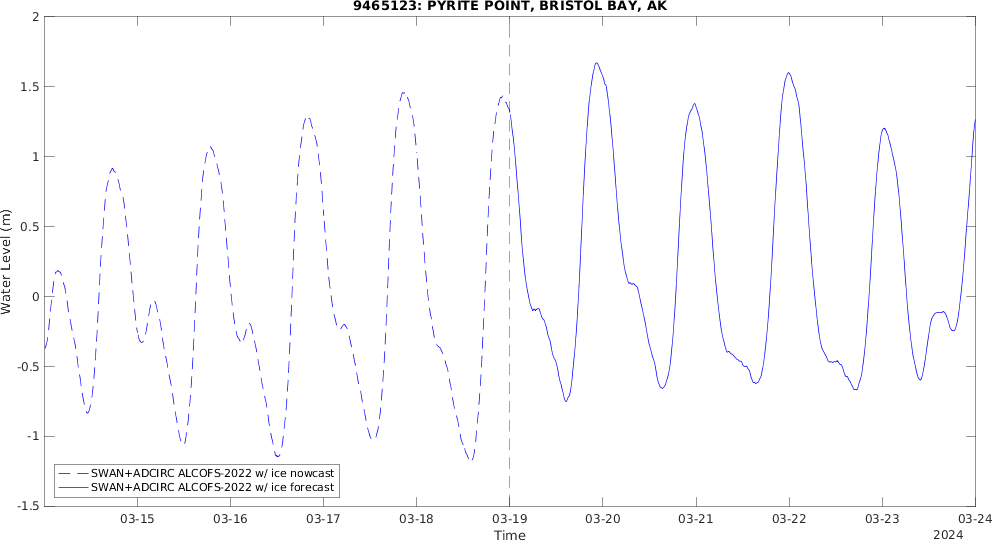 9465123: PYRITE POINT, BRISTOL BAY, AK
2
1.5
1
0.5
0
-0.5
-1
-1.5
Water Level (m)
SWAN+ADCIRC ALCOFS-2022 w/ ice nowcast
SWAN+ADCIRC ALCOFS-2022 w/ ice forecast
03-15 03-16 03-17 03-18 03-19 03-20 03-21 03-22 03-23 03-24
Time
2024